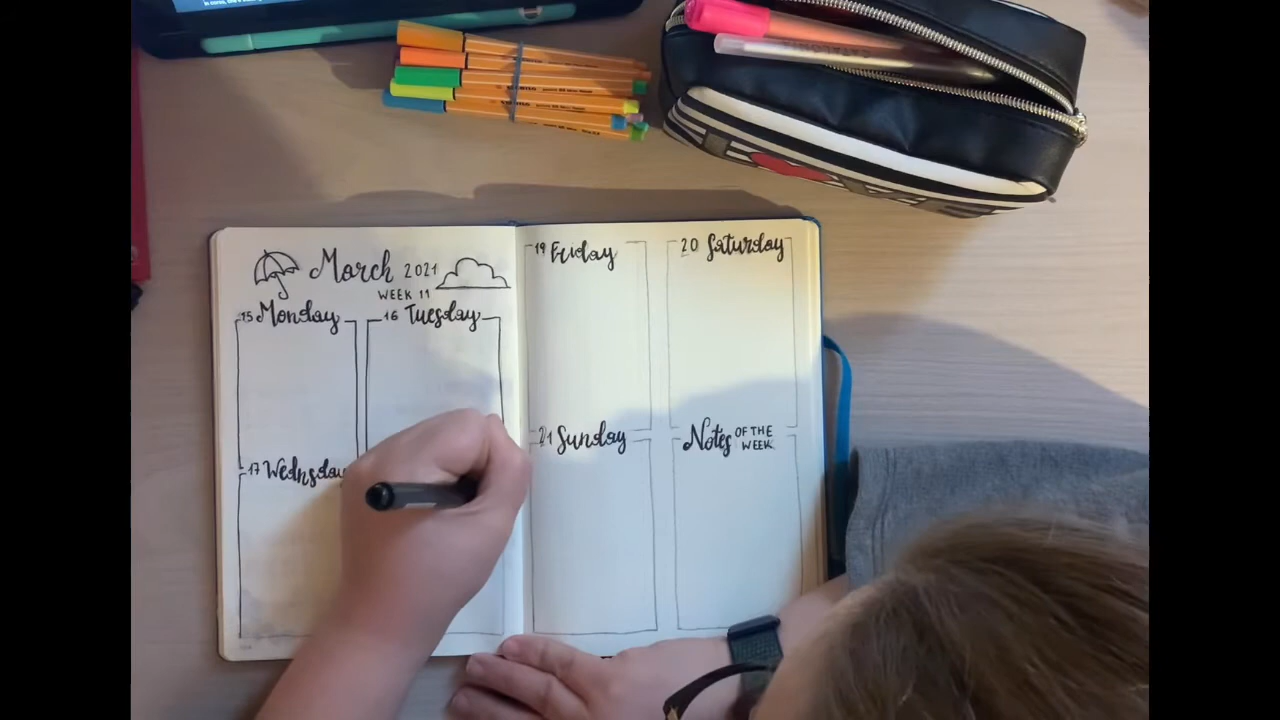 March 2021
WEEK 11
15 Monday
16 Tuesday
17 Wednsday
19 Friday
20 Saturday
21 Sunday
Notes OF THE WEEK